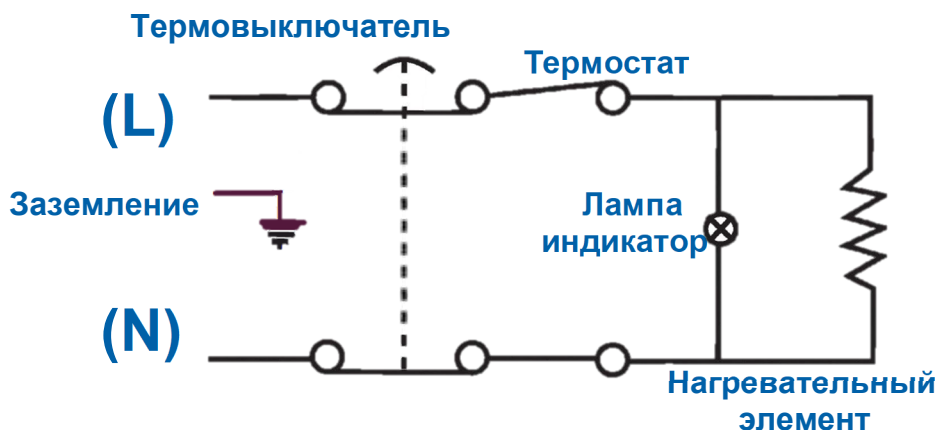 Термовыключатель
Термостат
(L)
Заземление
Лампа
индикатор
(N)
Нагревательный
элемент